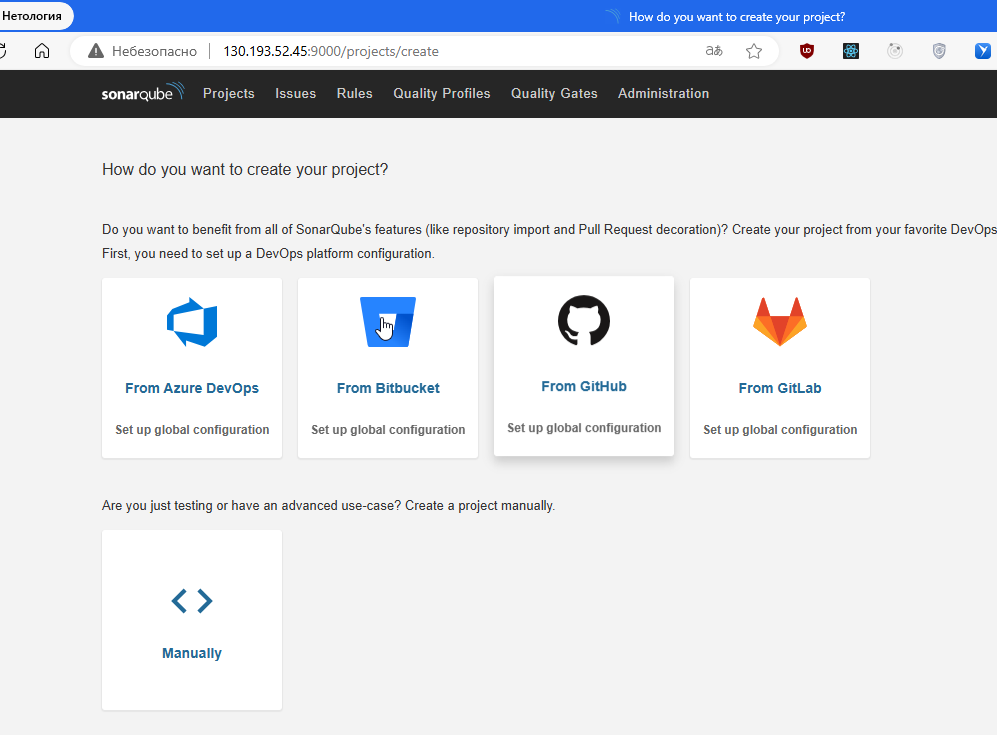 Нетология
How do you want to create your project?
Небезопасно
130.193.52.45:9000/projects/create
sonarqube Projects Issues Rules Quality Profiles Quality Gates Administration
How do you want to create your project?
Do you want to benefit from all of SonarQube's features (like repository import and Pull Request decoration)? Create your project from your favorite DevOps
First, you need to set up a DevOps platform configuration.
From Azure DevOps
Set up global configuration
From Bitbucket
Set up global configuration
From GitHub
Set up global configuration
From GitLab
Set up global configuration
Are you just testing or have an advanced use-case? Create a project manually.
Manually